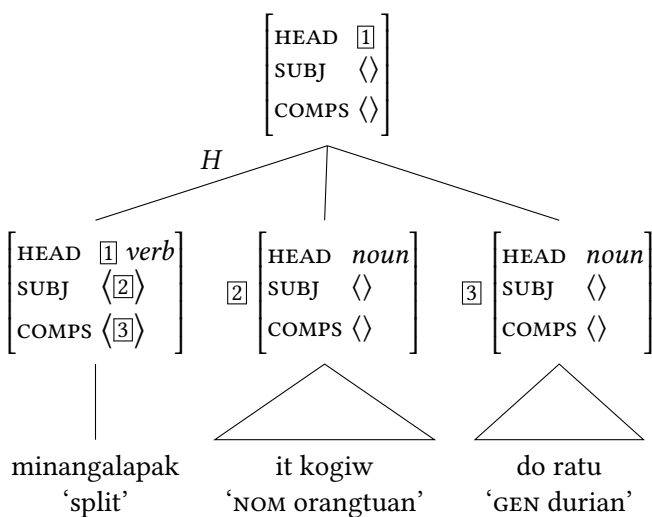 HEAD 1
SUBJ ⟨⟩
COMPS ⟨⟩
H
HEAD 1 verb
SUBJ ⟨2⟩
COMPS ⟨3⟩
2
HEAD noun
SUBJ ⟨⟩
COMPS ⟨⟩
3
HEAD noun
SUBJ ⟨⟩
COMPS ⟨⟩
minangalapak
‘split’
it kogiw
‘NOM orangtuan’
do ratu
‘GEN durian’